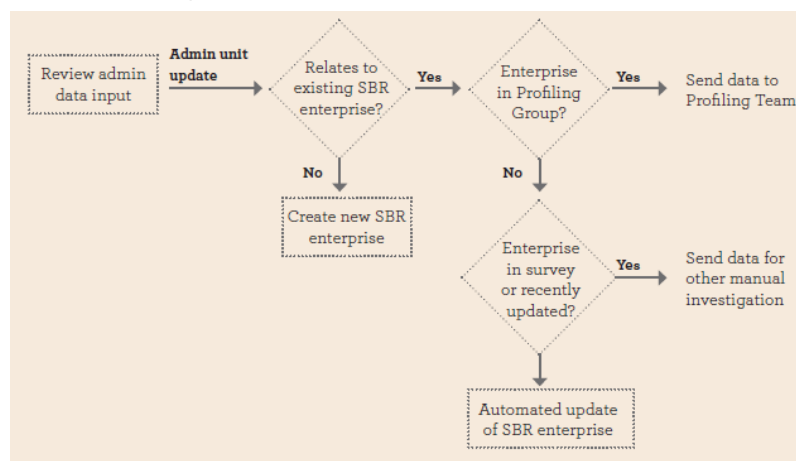 Review admin
data input
Admin unit
update
Relates to
existing SBR
enterprise?
Yes
Enterprise
in Profiling
Group?
Yes
Send data to
Profiling Team
No
Create new SBR
enterprise
No
Enterprise
in survey
or recently
updated?
Yes
Send data for
other manual
investigation
Automated update
of SBR enterprise